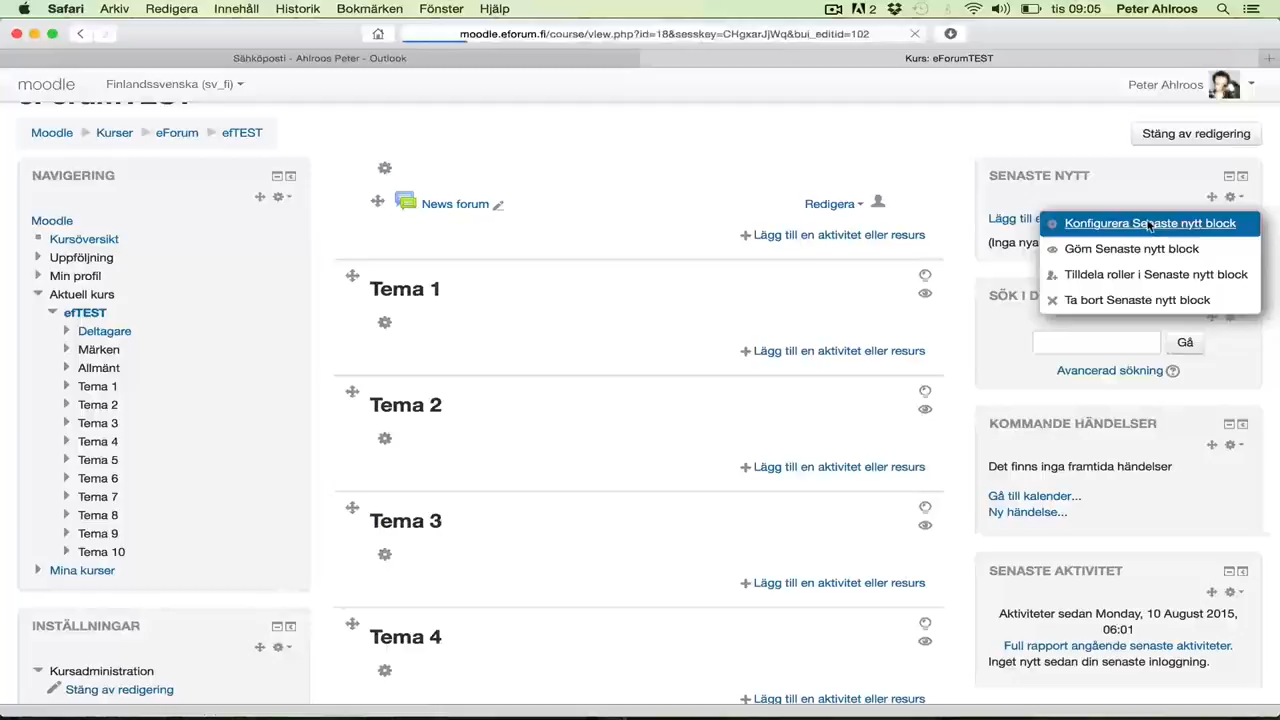 Safari Arkiv Redigera Innehåll Historik Bokmärken Fönster Hjälp 2 tis 09:05 Peter Ahlroos
moodle.eforum.fi/course/view.php?id=18&sesskey=CHgxarJjWq&bui_editid=102
Sähköposti - Ahlroos Peter - Outlook
Kurs: eForumTEST
moodle Finlandssvenska (sv_fi)
Peter Ahlroos
eForumTEST
Moodle Kurser eForum efTEST
Stäng av redigering
NAVIGERING
Moodle
Kursöversikt
Uppföljning
Min profil
Aktuell kurs
efTEST
Deltagare
Märken
Allmänt
Tema 1
Tema 2
Tema 3
Tema 4
Tema 5
Tema 6
Tema 7
Tema 8
Tema 9
Tema 10
Mina kurser
INSTÄLLNINGAR
Kursadministration
Stäng av redigering
News forum
Redigera
Lägg till en aktivitet eller resurs
Tema 1
Lägg till en aktivitet eller resurs
Tema 2
Lägg till en aktivitet eller resurs
Tema 3
Lägg till en aktivitet eller resurs
Tema 4
Lägg till en aktivitet eller resurs
SENASTE NYTT
Lägg till e
(Inga nya
Konfigurera Senaste nytt block
Göm Senaste nytt block
Tilldela roller i Senaste nytt block
Ta bort Senaste nytt block
SÖK I D
Gå
Avancerad sökning
KOMMANDE HÄNDELSER
Det finns inga framtida händelser
Gå till kalender...
Ny händelse...
SENASTE AKTIVITET
Aktiviteter sedan Monday, 10 August 2015,
06:01
Full rapport angående senaste aktiviteter.
Inget nytt sedan din senaste inloggning.